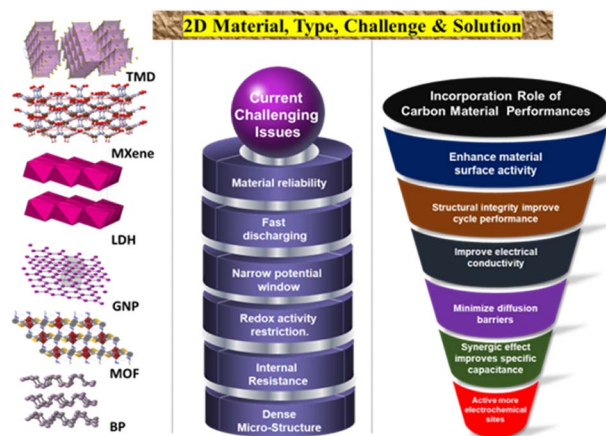 2D Material, Type, Challenge & Solution
TMD
MXene
LDH
GNP
MOF
BP
Current
Challenging
Issues
Material reliability
Fast
discharging
Narrow potential
window
Redox activity
restriction.
Internal
Resistance
Dense
Micro-Structure
Incorporation Role of
Carbon Material Performances
Enhance material
surface activity
Structural integrity improve
cycle performance
Improve electrical
conductivity
Minimize diffusion
barriers
Synergic effect
improves specific
capacitance
Active more
electrochemical
sites